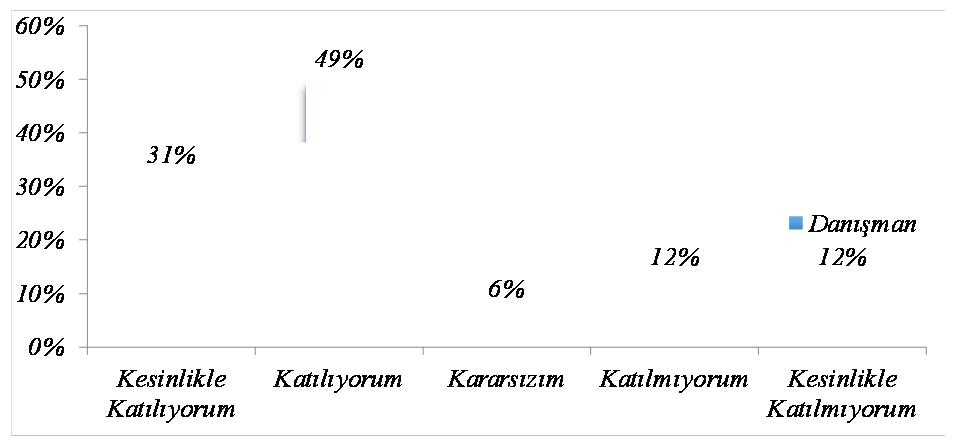 60%
50%
40%
30%
20%
10%
0%
31%
49%
6%
12%
12%
Danışman
Kesinlikle
Katılıyorum
Katılıyorum
Kararsızım
Katılmıyorum
Kesinlikle
Katılmıyorum